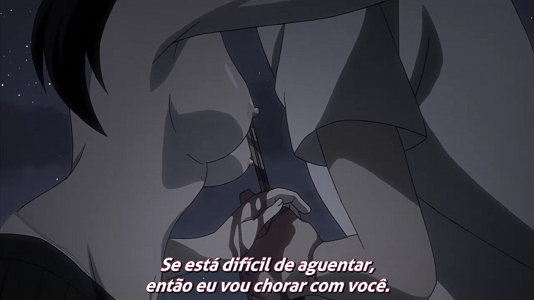 Se está difícil de aguentar,
então eu vou chorar com você.